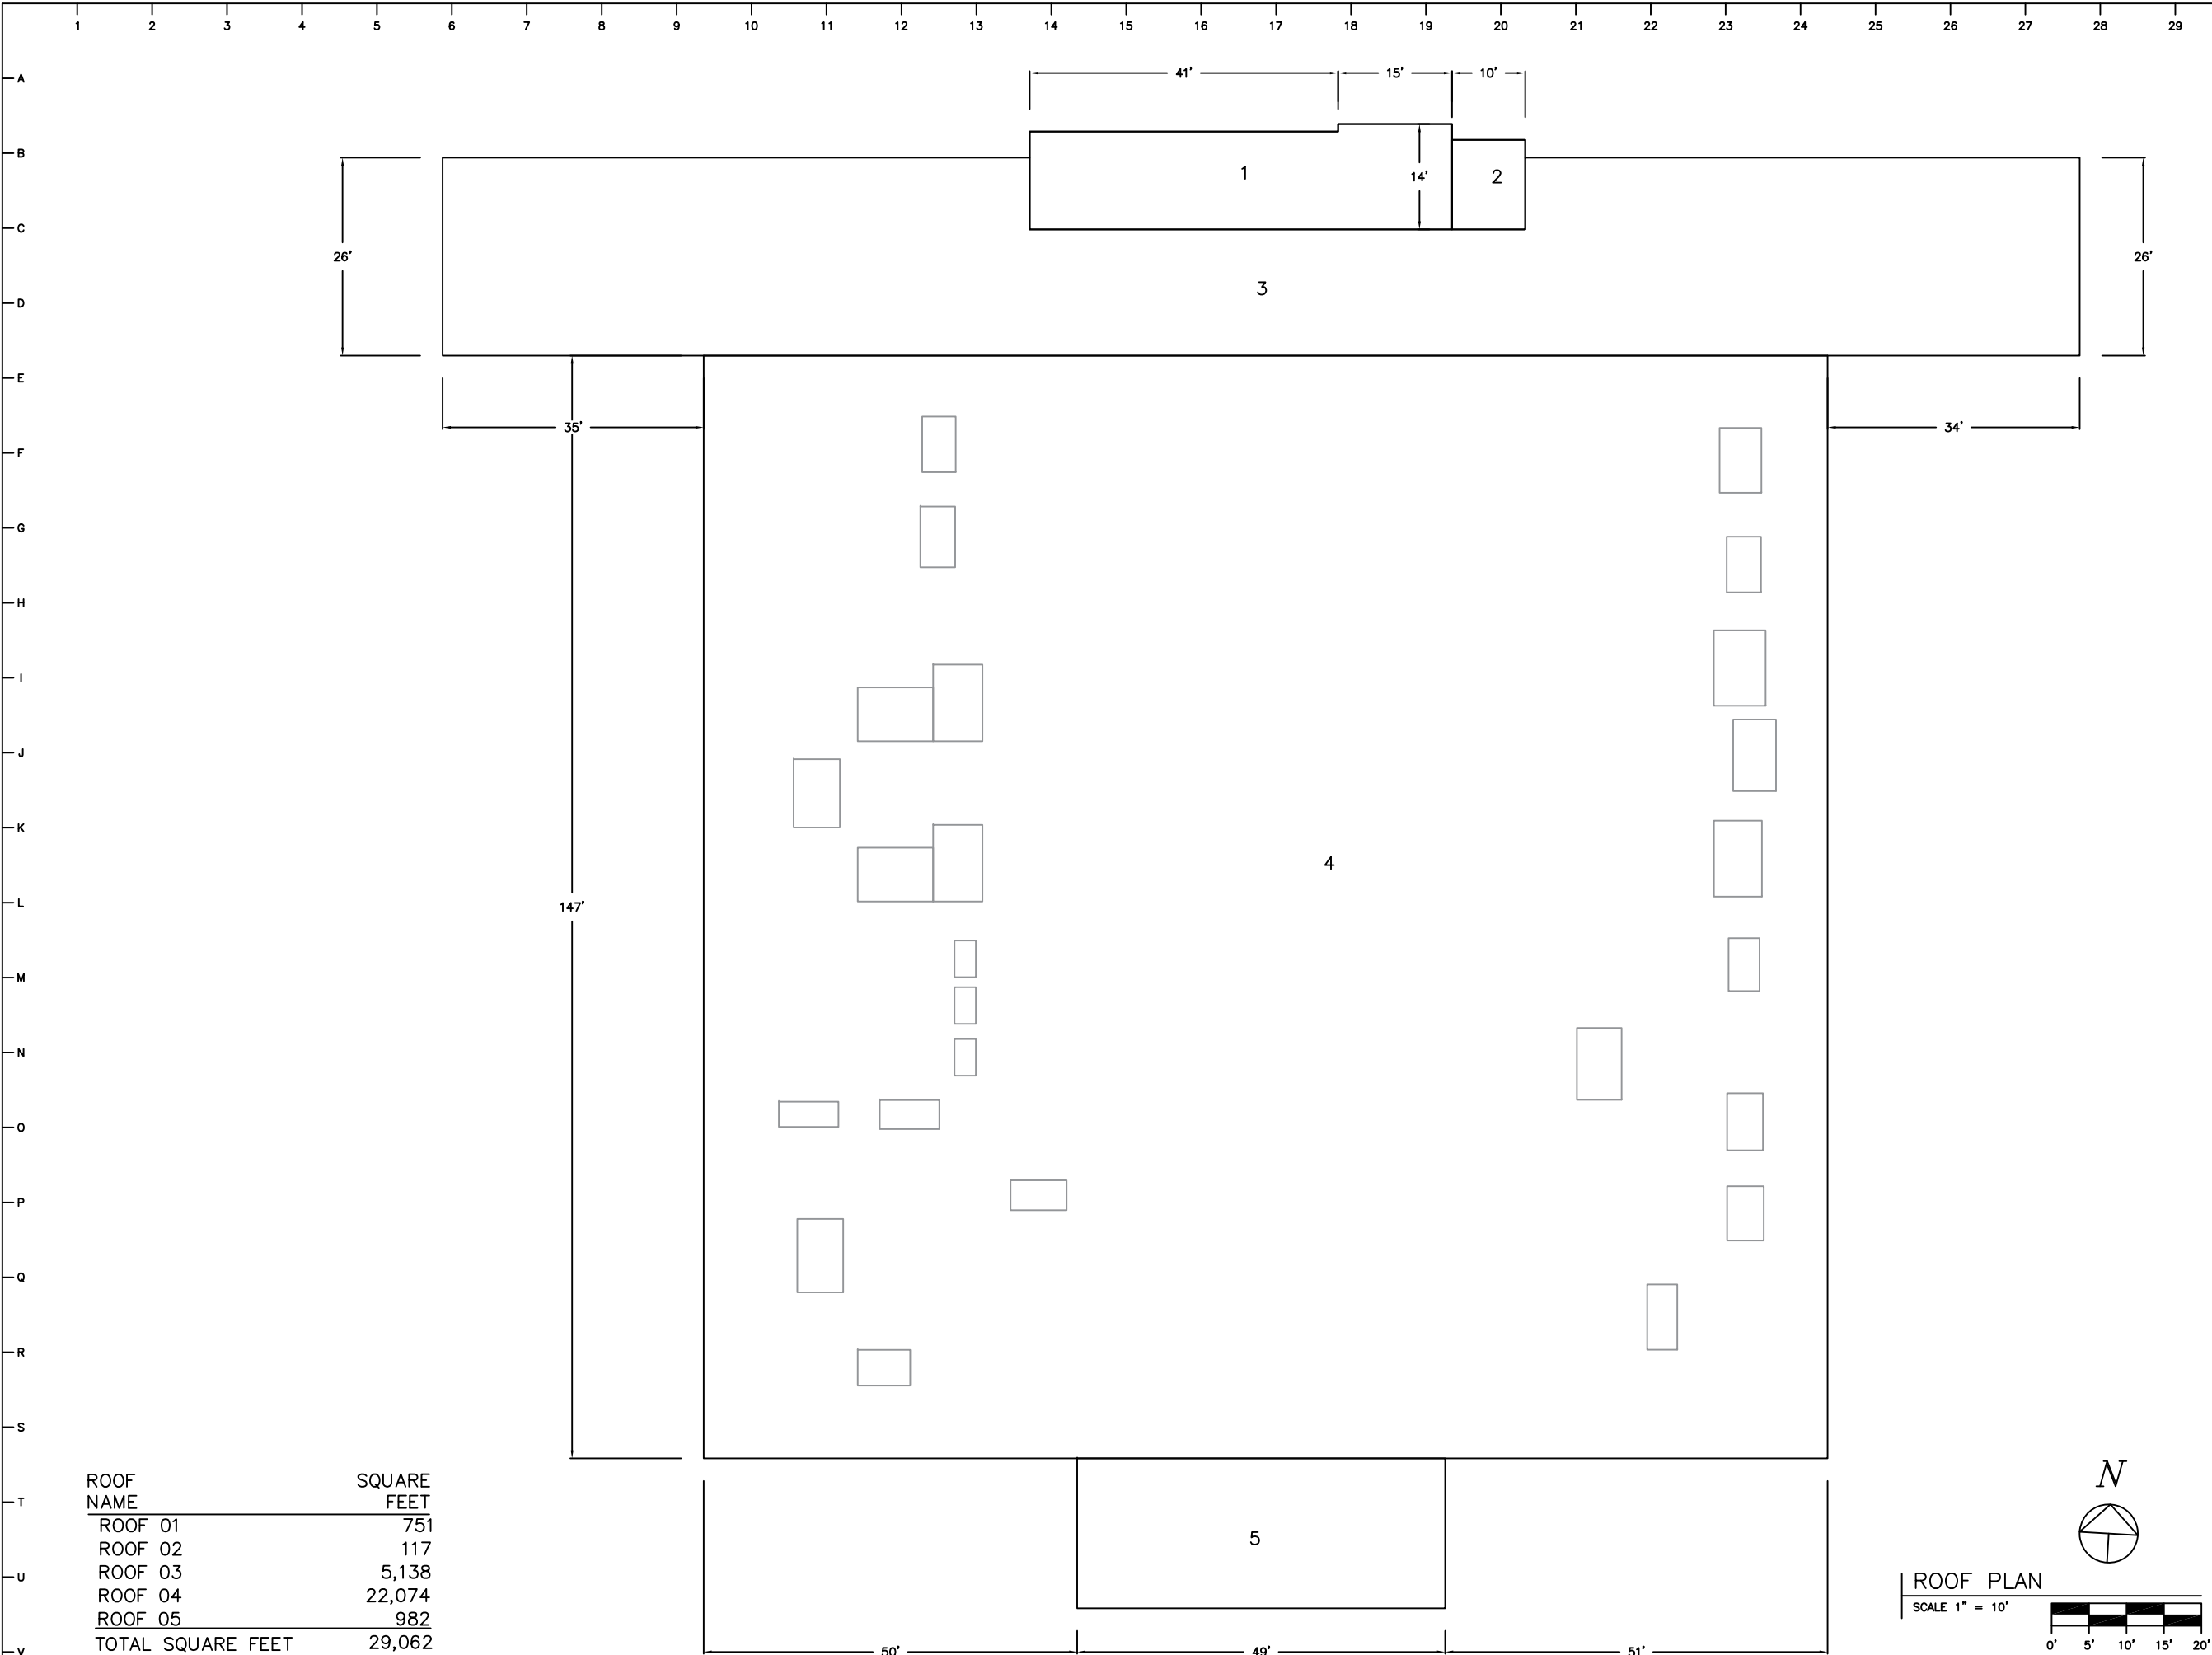 1 2 3 4 5 6 7 8 9 10 11 12 13 14 15 16 17 18 19 20 21 22 23 24 25 26 27 28 29
41' 15' 10'
A
B
1
14'
2
C
26'
26'
3
D
E
35'
34'
F
G
H
I
J
K
4
L
147'
M
N
O
P
Q
R
S
ROOF SQUARE
NAME FEET
ROOF 01 751
ROOF 02 117
ROOF 03 5,138
ROOF 04 22,074
ROOF 05 982
TOTAL SQUARE FEET 29,062
T
5
U
V
50' 49' 51'
N
ROOF PLAN
SCALE 1" = 10'
0' 5' 10' 15' 20'